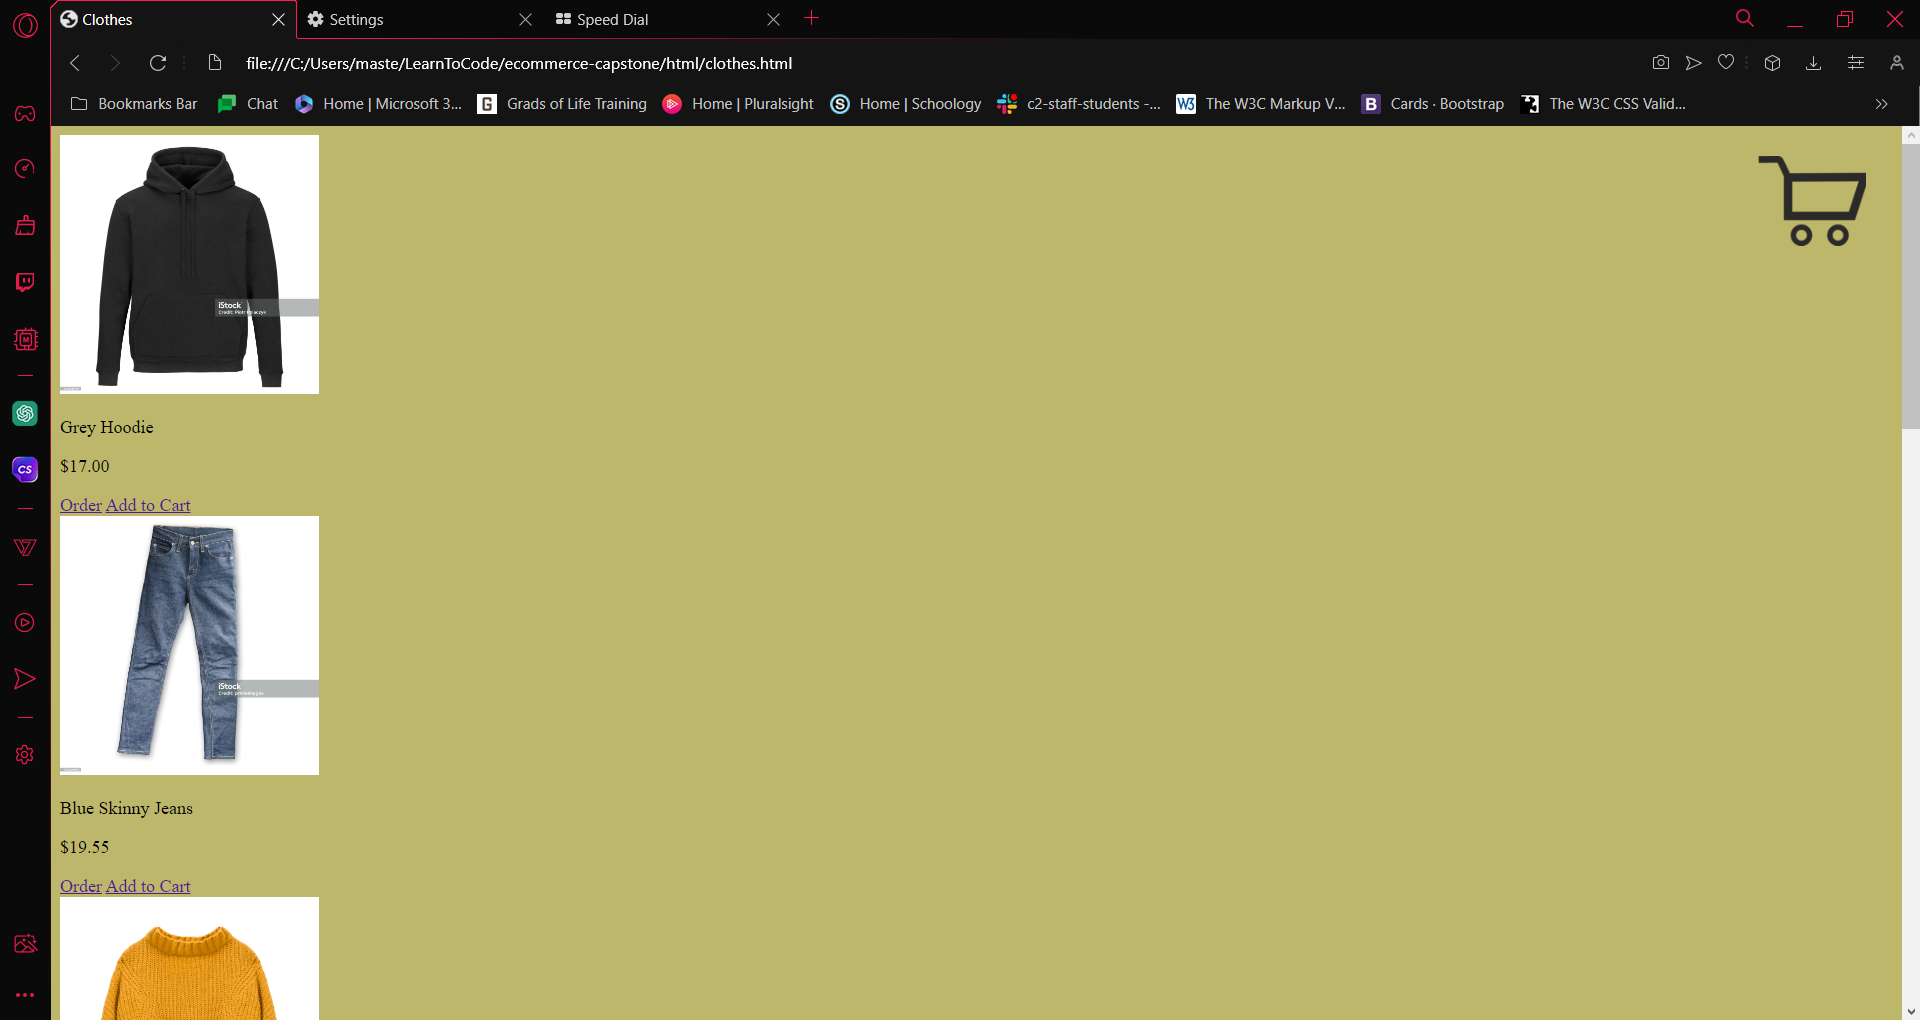 Clothes
Settings
Speed Dial
file:///C:/Users/maste/LearnToCode/ecommerce-capstone/html/clothes.html
Bookmarks Bar
Chat
Home | Microsoft 3...
G
Grads of Life Training
Home | Pluralsight
S
Home | Schoology
c2-staff-students -...
W3
The W3C Markup V...
B
Cards · Bootstrap
The W3C CSS Valid...
M
CS
iStock
Grey Hoodie
$17.00
Order Add to Cart
iStock
Blue Skinny Jeans
$19.55
Order Add to Cart